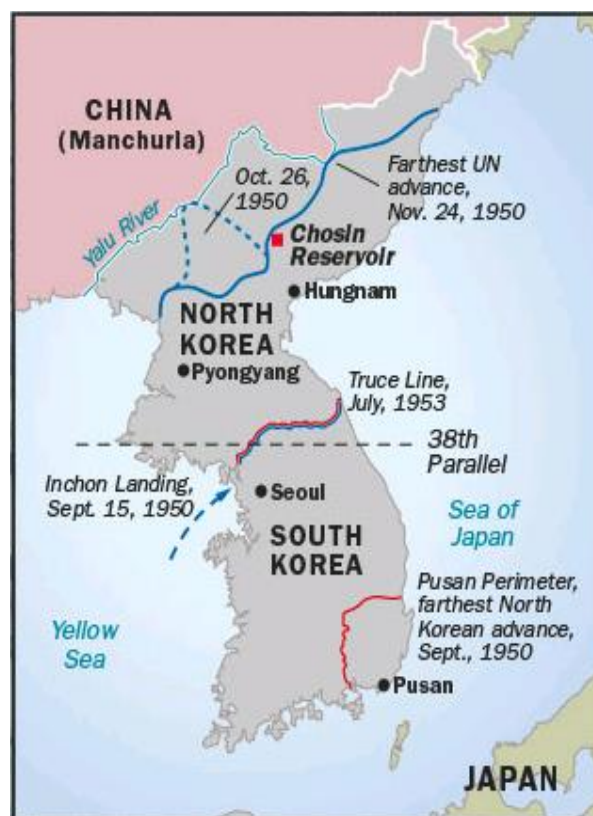 CHINA
(Manchuria)
Oct. 26,
1950
Farthest UN
advance,
Nov. 24, 1950
Yalu River
Chosin
Reservoir
Hungnam
NORTH
KOREA
Pyongyang
Truce Line,
July, 1953
38th
Parallel
Inchon Landing,
Sept. 15, 1950
Seoul
Sea of
Japan
SOUTH
KOREA
Pusan Perimeter,
farthest North
Korean advance,
Sept., 1950
Yellow
Sea
Pusan
JAPAN